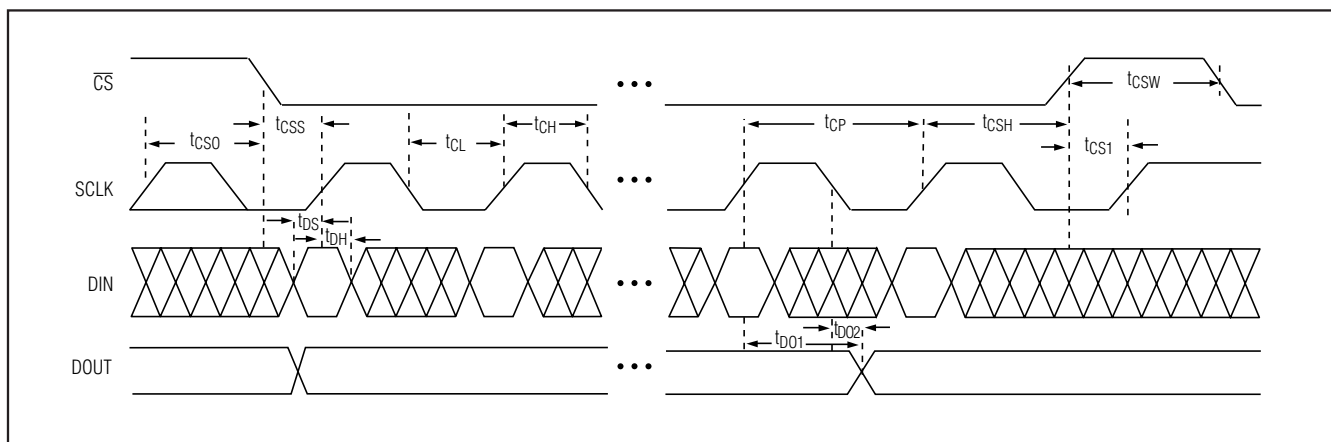 CS
tCSW
tCSS
tCH
tCP
tCSH
tCSO
tCL
tCS1
SCLK
tDS
tDH
DIN
tDO2
tDO1
DOUT